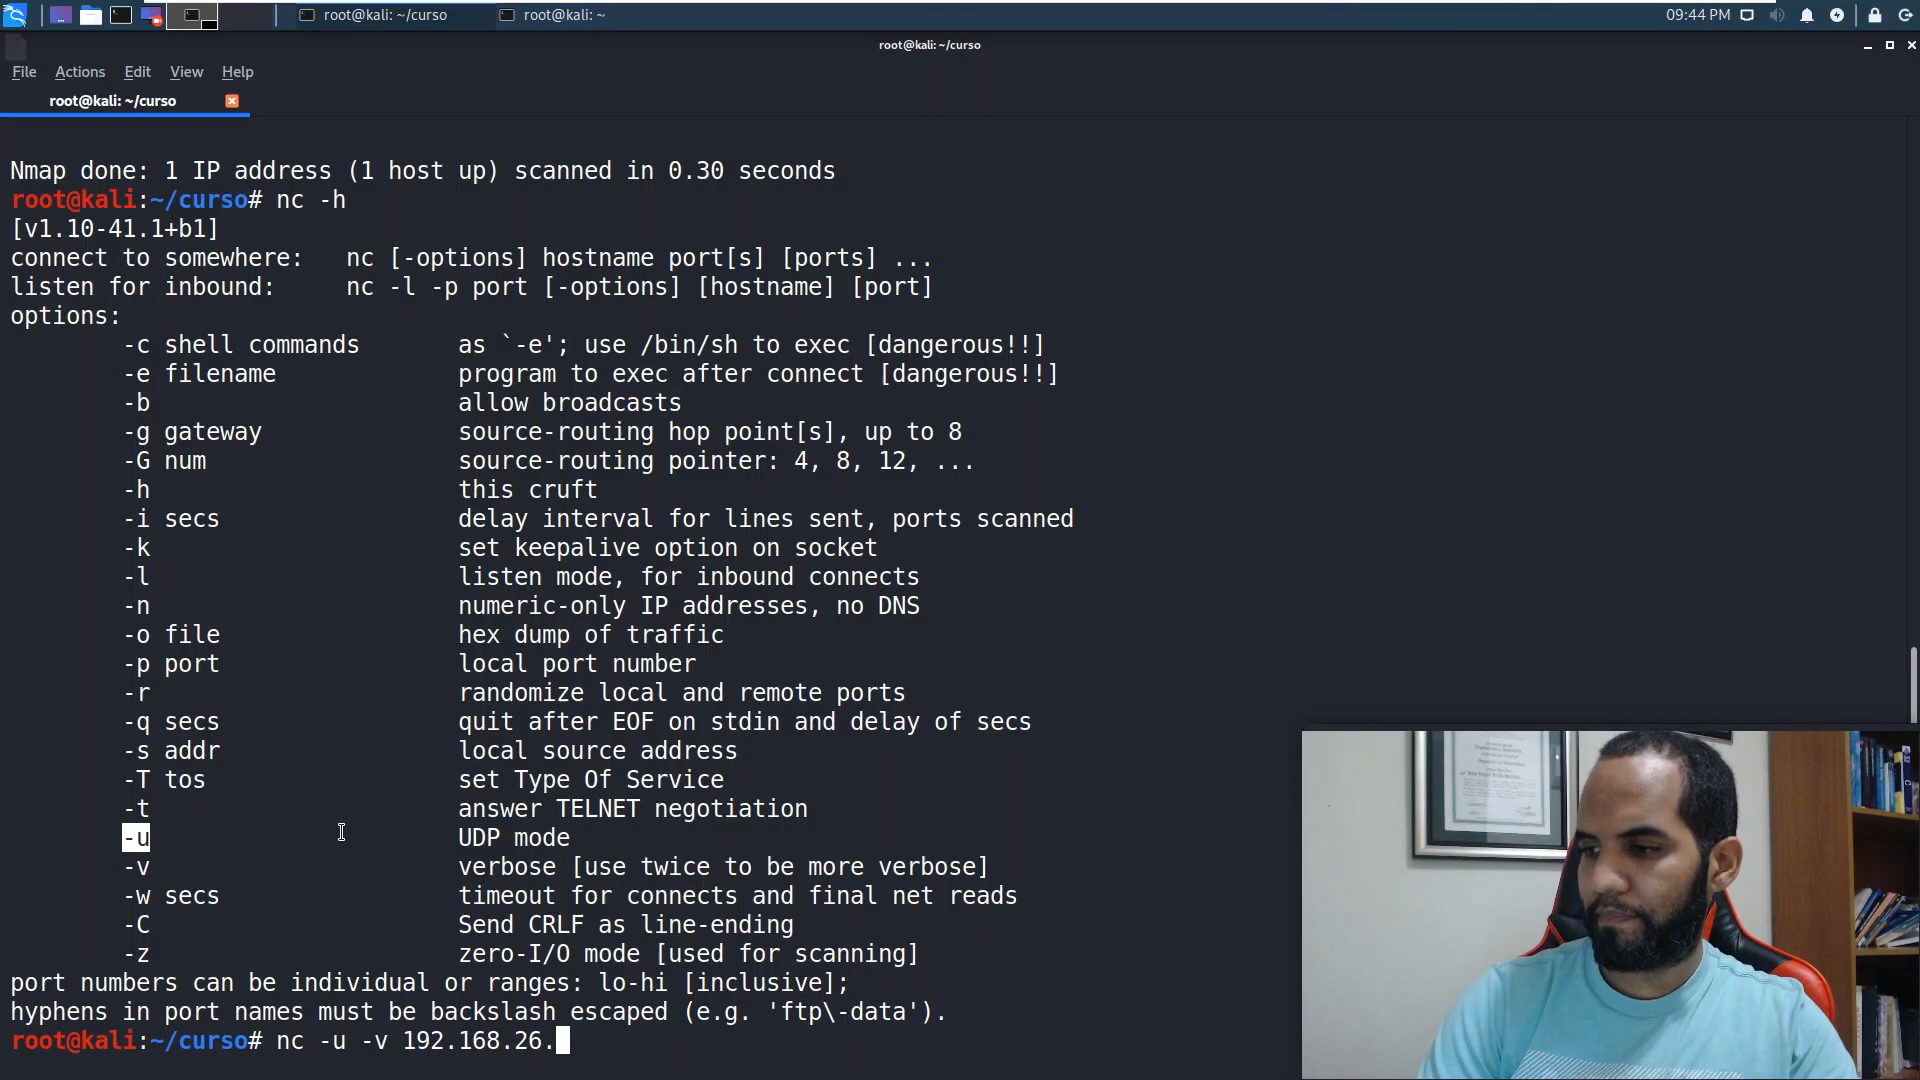 root@kali: ~/curso
root@kali: ~
09:44 PM
root@kali: ~/curso
File Actions Edit View Help
root@kali: ~/curso
Nmap done: 1 IP address (1 host up) scanned in 0.30 seconds
root@kali:~/curso# nc -h
[v1.10-41.1+b1]
connect to somewhere:   nc [-options] hostname port[s] [ports] ...
listen for inbound:     nc -l -p port [-options] [hostname] [port]
options:
        -c shell commands       as `-e'; use /bin/sh to exec [dangerous!!]
        -e filename             program to exec after connect [dangerous!!]
        -b                      allow broadcasts
        -g gateway              source-routing hop point[s], up to 8
        -G num                  source-routing pointer: 4, 8, 12, ...
        -h                      this cruft
        -i secs                 delay interval for lines sent, ports scanned
        -k                      set keepalive option on socket
        -l                      listen mode, for inbound connects
        -n                      numeric-only IP addresses, no DNS
        -o file                 hex dump of traffic
        -p port                 local port number
        -r                      randomize local and remote ports
        -q secs                 quit after EOF on stdin and delay of secs
        -s addr                 local source address
        -T tos                  set Type Of Service
        -t                      answer TELNET negotiation
        -u                      UDP mode
        -v                      verbose [use twice to be more verbose]
        -w secs                 timeout for connects and final net reads
        -C                      Send CRLF as line-ending
        -z                      zero-I/O mode [used for scanning]
port numbers can be individual or ranges: lo-hi [inclusive];
hyphens in port names must be backslash escaped (e.g. 'ftp\-data').
root@kali:~/curso# nc -u -v 192.168.26.